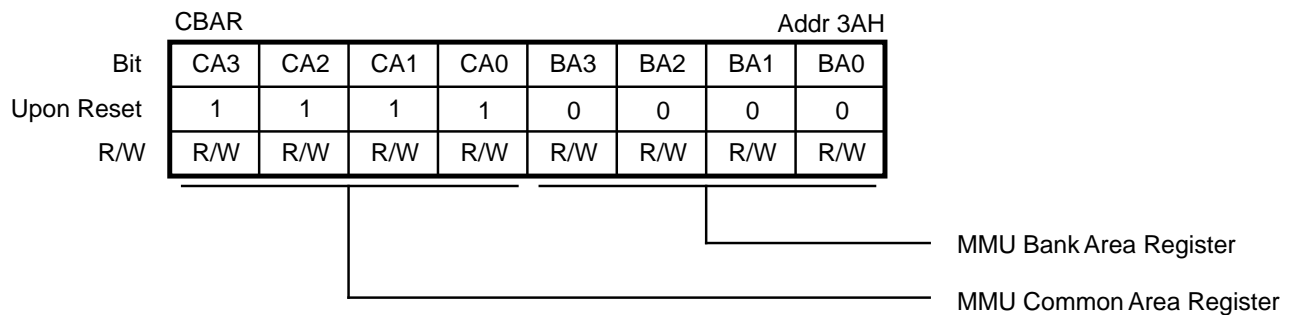 CBAR Addr 3AH
Bit CA3 CA2 CA1 CA0 BA3 BA2 BA1 BA0
Upon Reset 1 1 1 1 0 0 0 0
R/W R/W R/W R/W R/W R/W R/W R/W R/W
MMU Bank Area Register
MMU Common Area Register